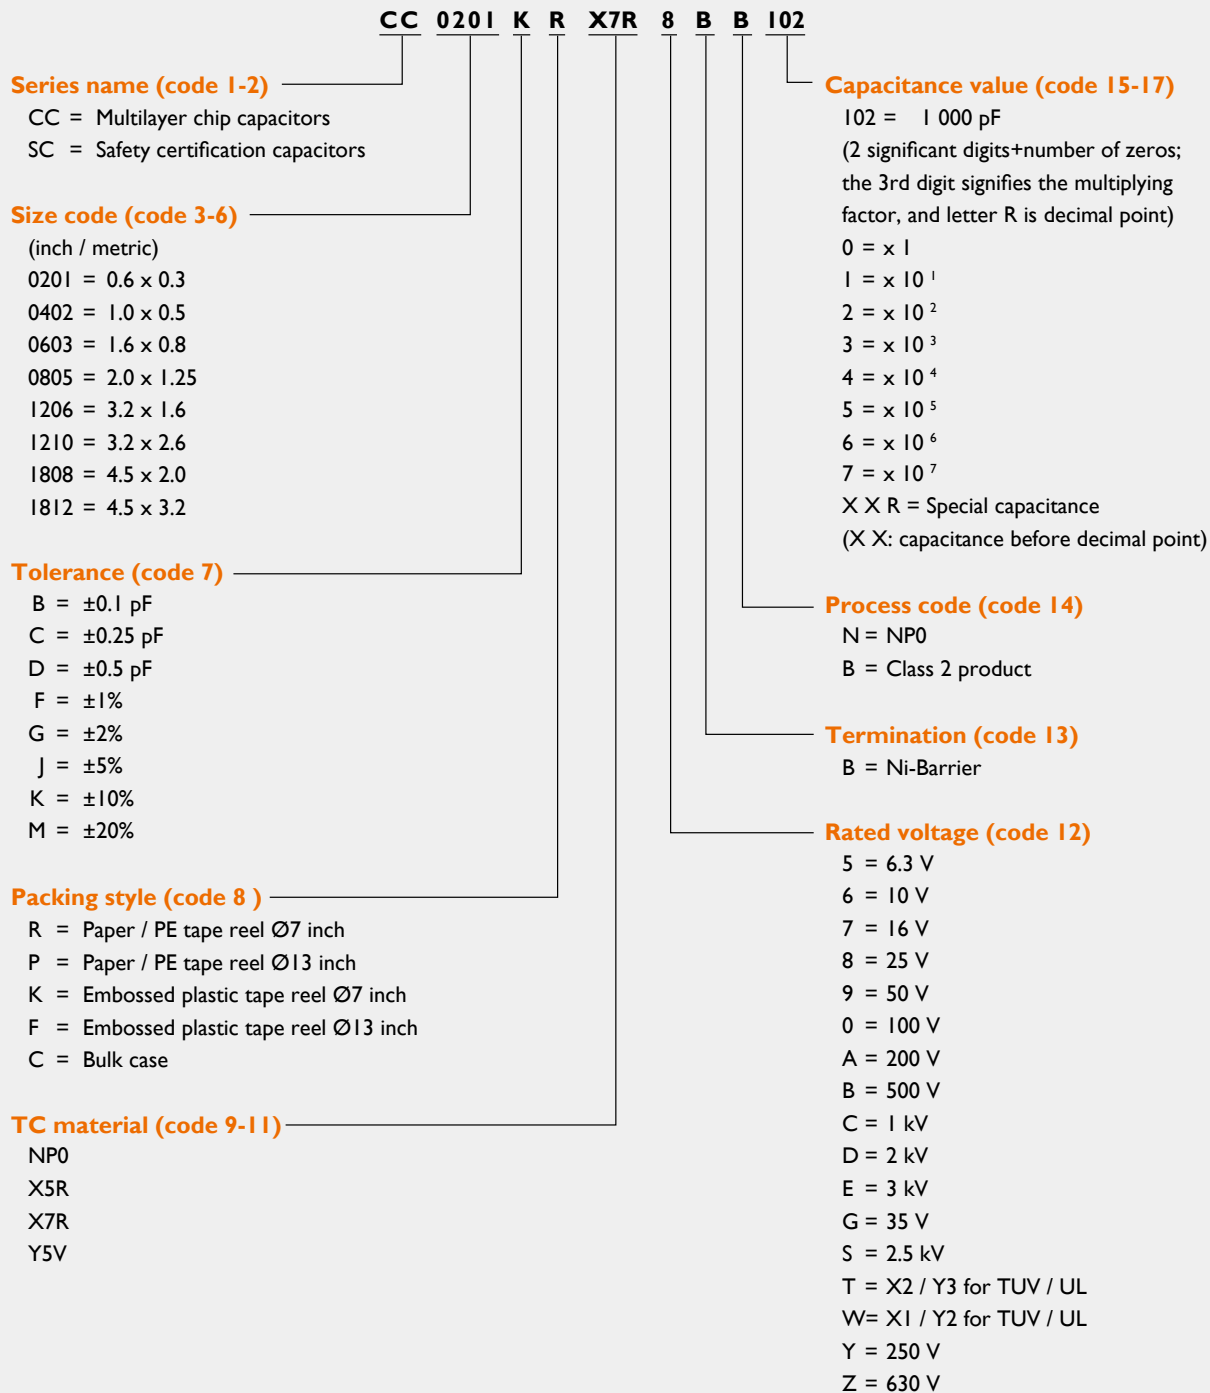 CC 0201 K R X7R 8 B B 102
Series name (code 1-2)
CC = Multilayer chip capacitors
SC = Safety certification capacitors
Size code (code 3-6)
(inch / metric)
0201 = 0.6 x 0.3
0402 = 1.0 x 0.5
0603 = 1.6 x 0.8
0805 = 2.0 x 1.25
1206 = 3.2 x 1.6
1210 = 3.2 x 2.6
1808 = 4.5 x 2.0
1812 = 4.5 x 3.2
Tolerance (code 7)
B = ±0.1 pF
C = ±0.25 pF
D = ±0.5 pF
F = ±1%
G = ±2%
J = ±5%
K = ±10%
M = ±20%
Packing style (code 8 )
R = Paper / PE tape reel Ø7 inch
P = Paper / PE tape reel Ø13 inch
K = Embossed plastic tape reel Ø7 inch
F = Embossed plastic tape reel Ø13 inch
C = Bulk case
TC material (code 9-11)
NP0
X5R
X7R
Y5V
Capacitance value (code 15-17)
102 = 1 000 pF
(2 significant digits+number of zeros;
the 3rd digit signifies the multiplying
factor, and letter R is decimal point)
0 = x 1
1 = x 10 ¹
2 = x 10 ²
3 = x 10 ³
4 = x 10 ⁴
5 = x 10 ⁵
6 = x 10 ⁶
7 = x 10 ⁷
X X R = Special capacitance
(X X: capacitance before decimal point)
Process code (code 14)
N = NP0
B = Class 2 product
Termination (code 13)
B = Ni-Barrier
Rated voltage (code 12)
5 = 6.3 V
6 = 10 V
7 = 16 V
8 = 25 V
9 = 50 V
0 = 100 V
A = 200 V
B = 500 V
C = 1 kV
D = 2 kV
E = 3 kV
G = 35 V
S = 2.5 kV
T = X2 / Y3 for TUV / UL
W= X1 / Y2 for TUV / UL
Y = 250 V
Z = 630 V